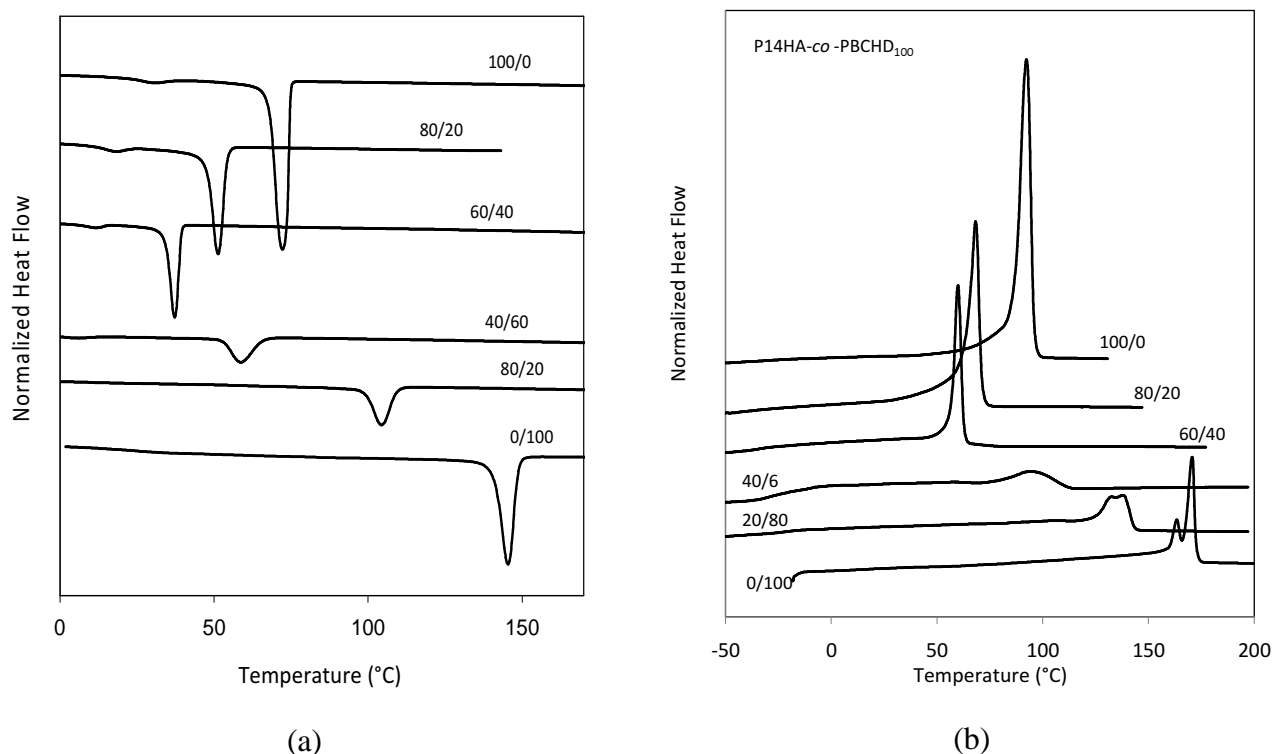 100/0
80/20
60/40
40/60
80/20
0/100
Normalized Heat Flow
0 50 100 150
Temperature (°C)
(a)
P14HA-co -PBCHD100
100/0
80/20
60/40
40/6
20/80
0/100
Normalized Heat Flow
-50 0 50 100 150 200
Temperature (°C)
(b)